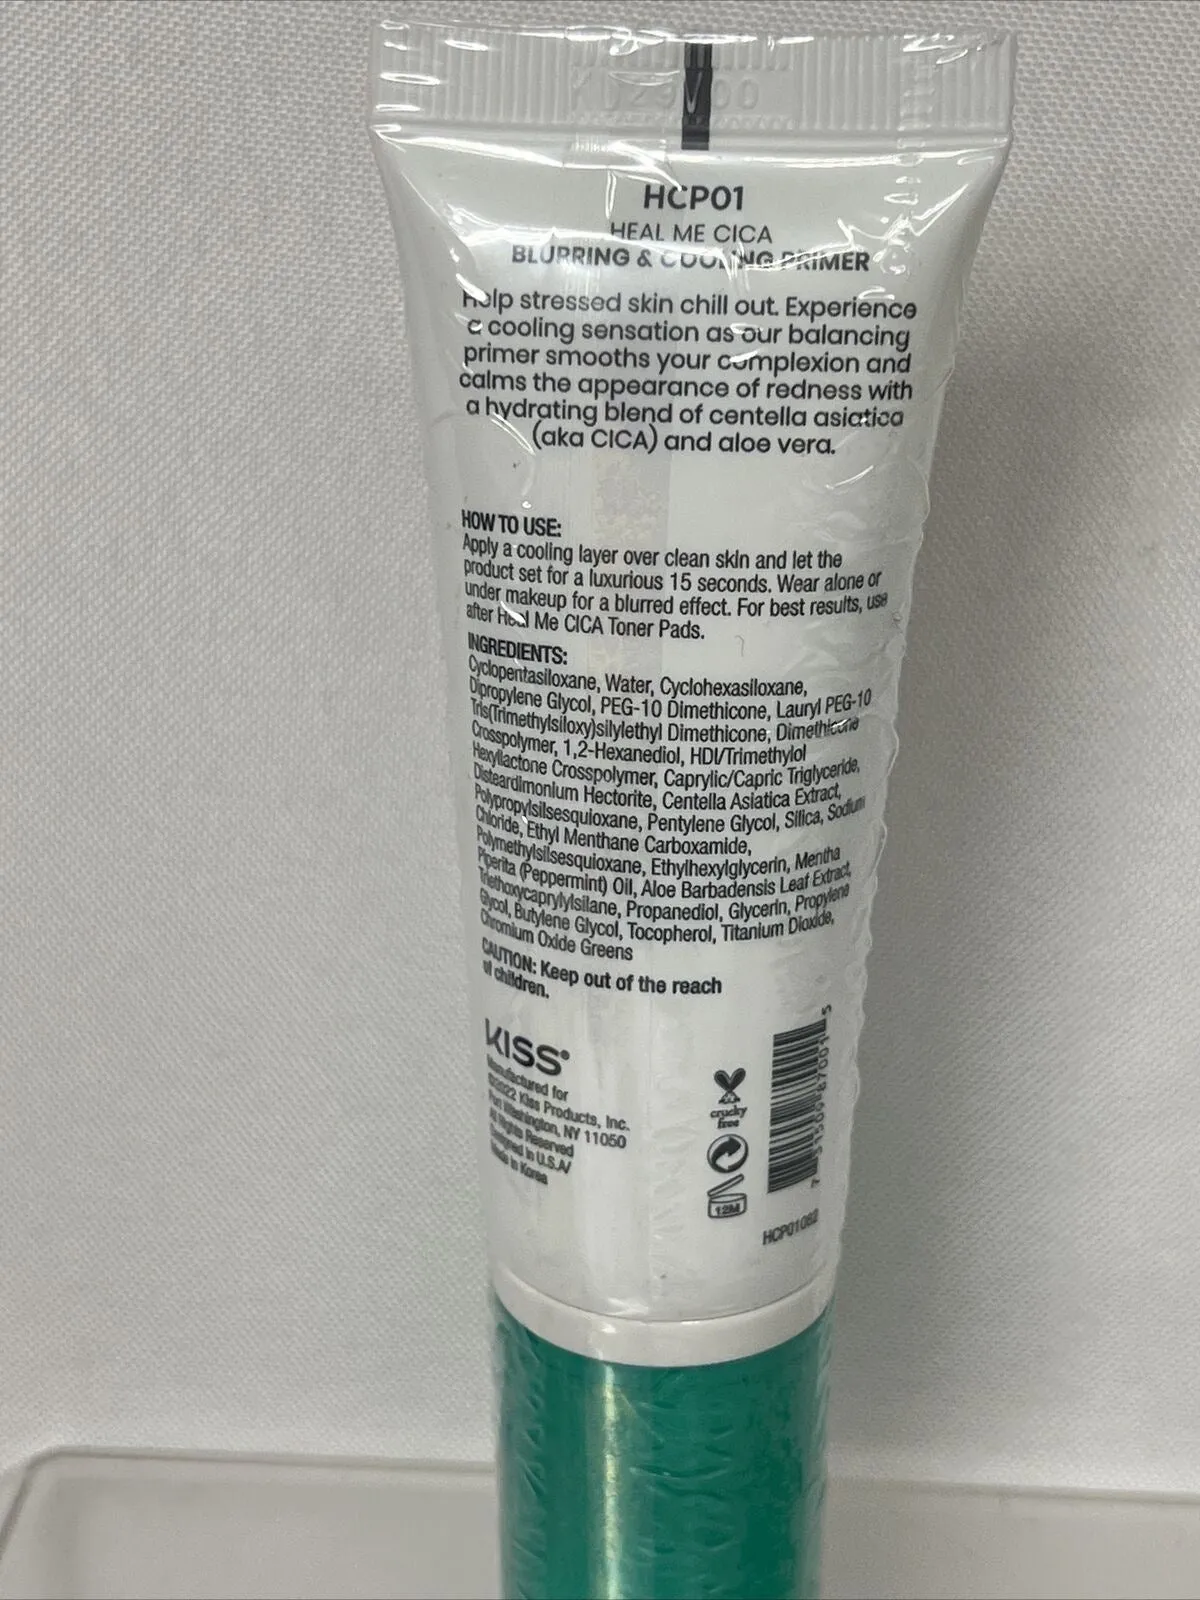 HCP01
HEAL ME CICA
BLURRING & COOLING PRIMER
Help stressed skin chill out. Experience
a cooling sensation as our balancing
primer smooths your complexion and
calms the appearance of redness with
a hydrating blend of centella asiatica
(aka CICA) and aloe vera.
HOW TO USE:
Apply a cooling layer over clean skin and let the
product set for a luxurious 15 seconds. Wear alone or
under makeup for a blurred effect. For best results, use
after Heal Me CICA Toner Pads.
INGREDIENTS:
Cyclopentasiloxane, Water, Cyclohexasiloxane,
Dipropylene Glycol, PEG-10 Dimethicone, Lauryl PEG-10
Tris(Trimethylsiloxy)silylethyl Dimethicone, Dimethicone
Crosspolymer, 1,2-Hexanediol, HDI/Trimethylol
Hexyllactone Crosspolymer, Caprylic/Capric Triglyceride,
Disteardimonium Hectorite, Centella Asiatica Extract,
Polypropylsilsesquioxane, Pentylene Glycol, Silica, Sodium
Chloride, Ethyl Menthane Carboxamide,
Polymethylsilsesquioxane, Ethylhexylglycerin, Mentha
Piperita (Peppermint) Oil, Aloe Barbadensis Leaf Extract,
Triethoxycaprylylsilane, Propanediol, Glycerin, Propylene
Glycol, Butylene Glycol, Tocopherol, Titanium Dioxide,
Chromium Oxide Greens
CAUTION: Keep out of the reach
of children.
KISS®
Manufactured for
©2022 Kiss Products, Inc.
Port Washington, NY 11050
All Rights Reserved
Designed in U.S.A/
Made in Korea
cruelty
free
12M
HCP01082